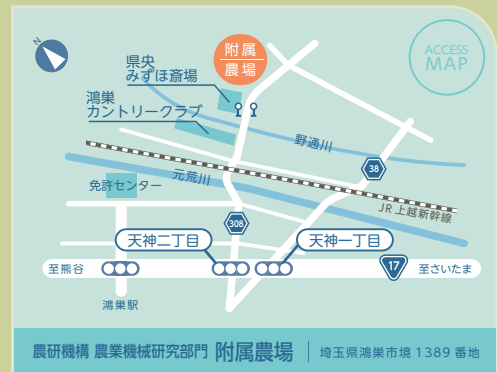 N
附属
農場
ACCESS
MAP
県央
みずほ斎場
鴻巣
カントリークラブ
野通川
38
免許センター
元荒川
JR上越新幹線
308
天神二丁目
天神一丁目
至熊谷
17
至さいたま
鴻巣駅
農研機構 農業機械研究部門 附属農場
埼玉県鴻巣市境1389番地